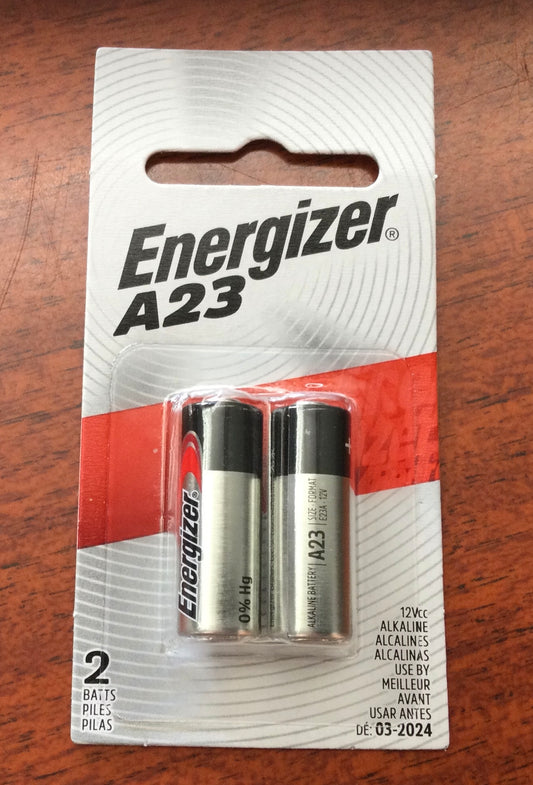 Energizer®
A23
Energizer®
0% Hg
ALKALINE BATTERY
A23
SIZE - FORMAT
E23A - 12V
2
BATTS
PILES
PILAS
12Vcc
ALKALINE
ALCALINES
ALCALINAS
USE BY
MEILLEUR
AVANT
USAR ANTES
DÉ: 03-2024